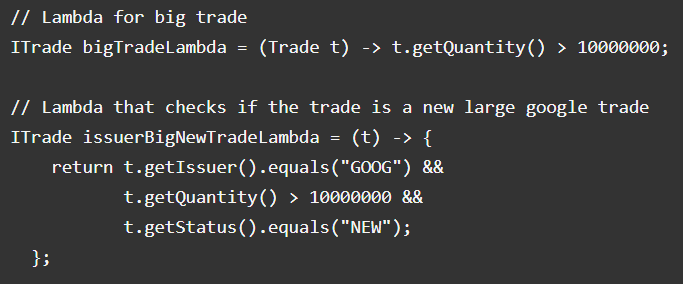 // Lambda for big trade
ITrade bigTradeLambda = (Trade t) -> t.getQuantity() > 10000000;
// Lambda that checks if the trade is a new large google trade
ITrade issuerBigNewTradeLambda = (t) -> {
return t.getIssuer().equals("GOOG") &&
t.getQuantity() > 10000000 &&
t.getStatus().equals("NEW");
};